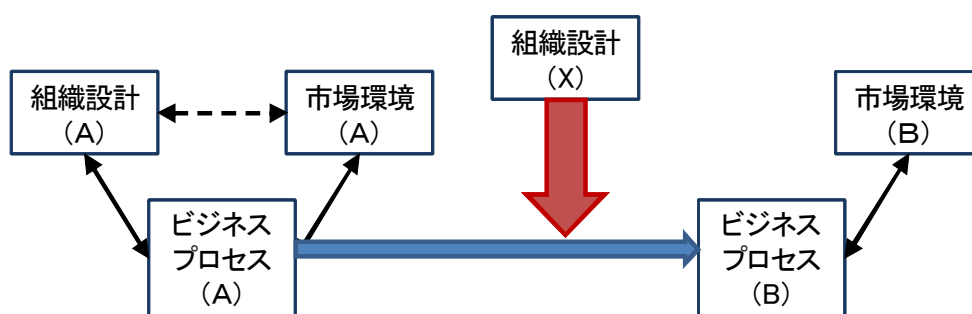 組織設計
（A）
市場環境
（A）
組織設計
（X）
市場環境
（B）
ビジネス
プロセス
（A）
ビジネス
プロセス
（B）